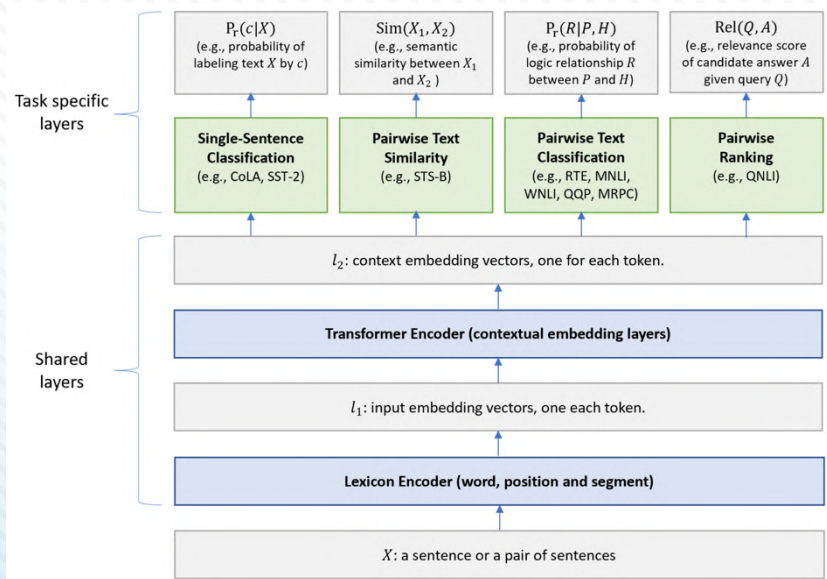 Pr(c|X)
(e.g., probability of
labeling text X by c)
Sim(X₁, X₂)
(e.g., semantic
similarity between X₁
and X₂ )
Pr(R|P, H)
(e.g., probability of
logic relationship R
between P and H)
Rel(Q, A)
(e.g., relevance score
of candidate answer A
given query Q)
Task specific
layers
Single-Sentence
Classification
(e.g., CoLA, SST-2)
Pairwise Text
Similarity
(e.g., STS-B)
Pairwise Text
Classification
(e.g., RTE, MNLI,
WNLI, QQP, MRPC)
Pairwise
Ranking
(e.g., QNLI)
l₂: context embedding vectors, one for each token.
Transformer Encoder (contextual embedding layers)
Shared
layers
l₁: input embedding vectors, one each token.
Lexicon Encoder (word, position and segment)
X: a sentence or a pair of sentences